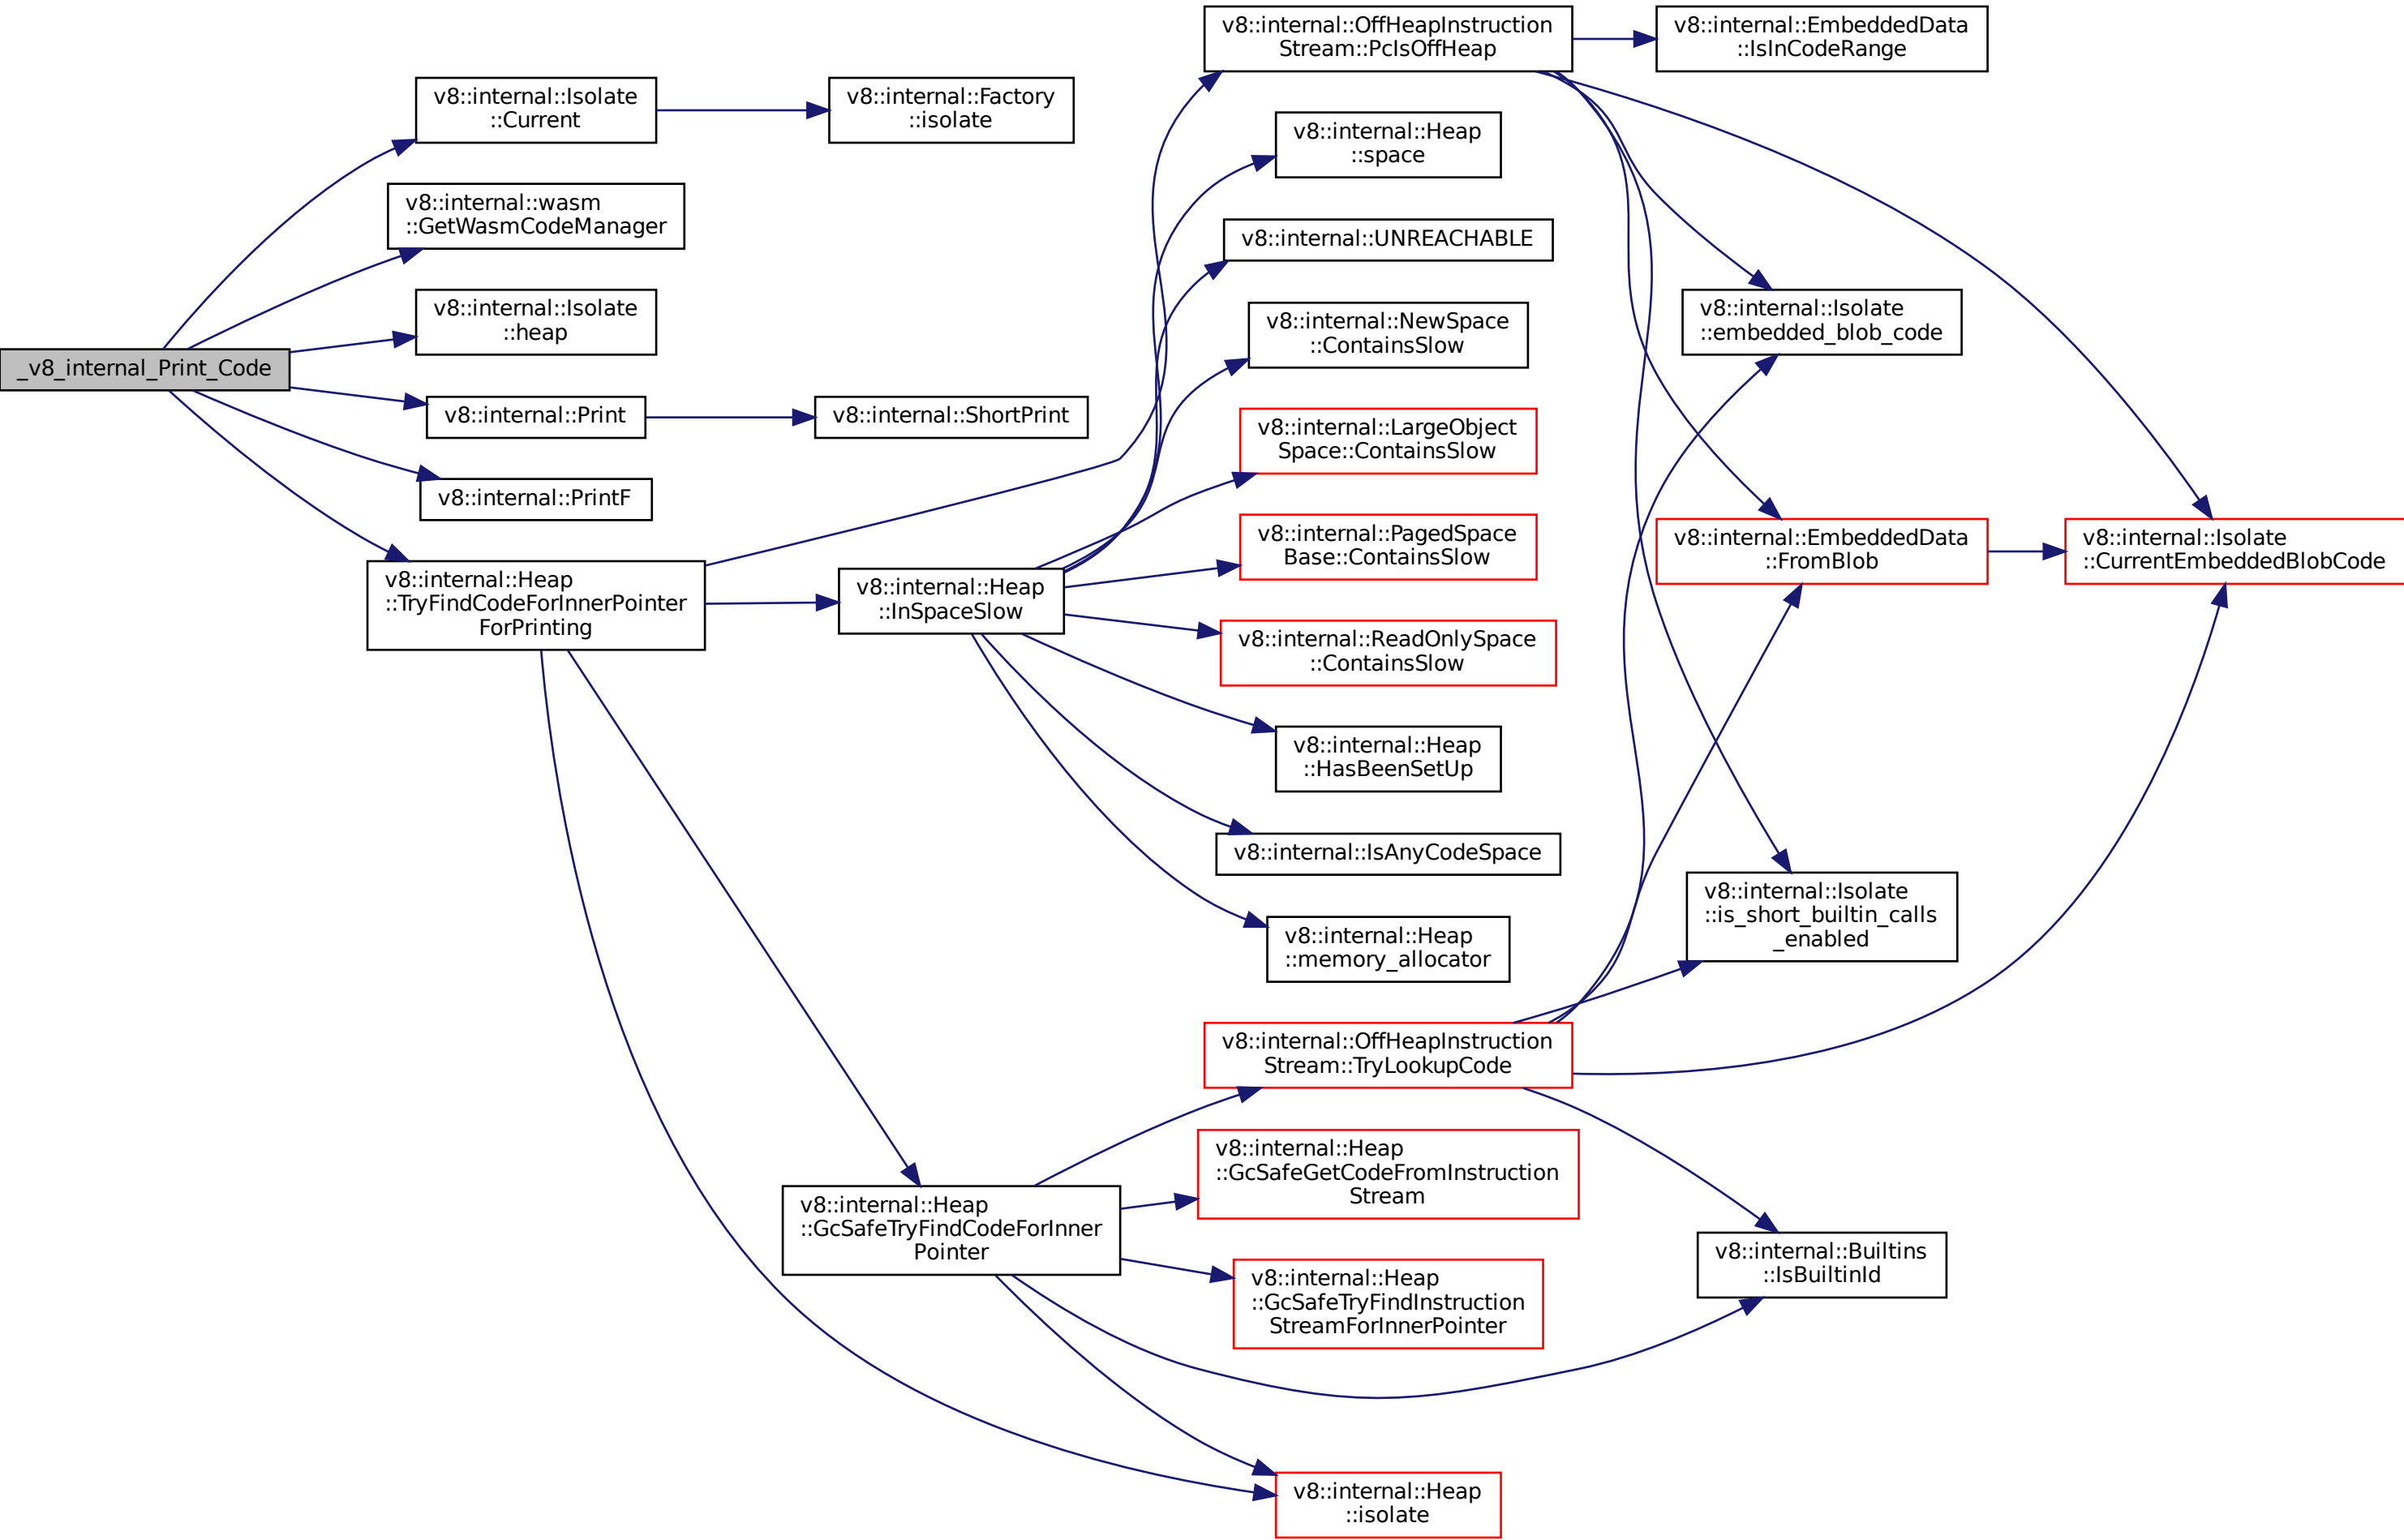 _v8_internal_Print_Code
v8::internal::Isolate
::Current
v8::internal::Factory
::isolate
v8::internal::wasm
::GetWasmCodeManager
v8::internal::Isolate
::heap
v8::internal::Print
v8::internal::ShortPrint
v8::internal::PrintF
v8::internal::Heap
::TryFindCodeForInnerPointer
ForPrinting
v8::internal::Heap
::InSpaceSlow
v8::internal::Heap
::GcSafeTryFindCodeForInner
Pointer
v8::internal::OffHeapInstruction
Stream::PcIsOffHeap
v8::internal::Heap
::space
v8::internal::UNREACHABLE
v8::internal::NewSpace
::ContainsSlow
v8::internal::LargeObject
Space::ContainsSlow
v8::internal::PagedSpace
Base::ContainsSlow
v8::internal::ReadOnlySpace
::ContainsSlow
v8::internal::Heap
::HasBeenSetUp
v8::internal::IsAnyCodeSpace
v8::internal::Heap
::memory_allocator
v8::internal::OffHeapInstruction
Stream::TryLookupCode
v8::internal::Heap
::GcSafeGetCodeFromInstruction
Stream
v8::internal::Heap
::GcSafeTryFindInstruction
StreamForInnerPointer
v8::internal::Heap
::isolate
v8::internal::EmbeddedData
::IsInCodeRange
v8::internal::Isolate
::embedded_blob_code
v8::internal::EmbeddedData
::FromBlob
v8::internal::Isolate
::CurrentEmbeddedBlobCode
v8::internal::Isolate
::is_short_builtin_calls
_enabled
v8::internal::Builtins
::IsBuiltinId